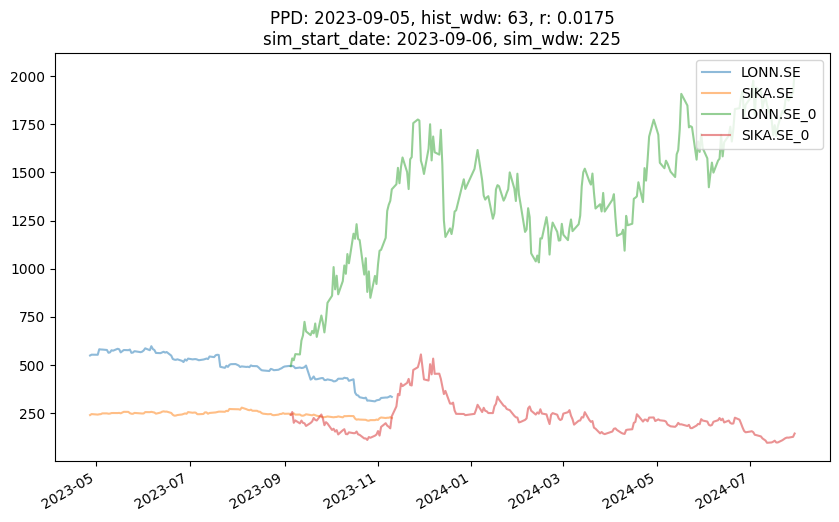 PPD: 2023-09-05, hist_wdw: 63, r: 0.0175
sim_start_date: 2023-09-06, sim_wdw: 225
LONN.SE
SIKA.SE
LONN.SE_0
SIKA.SE_0
2000
1750
1500
1250
1000
750
500
250
2023-05
2023-07
2023-09
2023-11
2024-01
2024-03
2024-05
2024-07